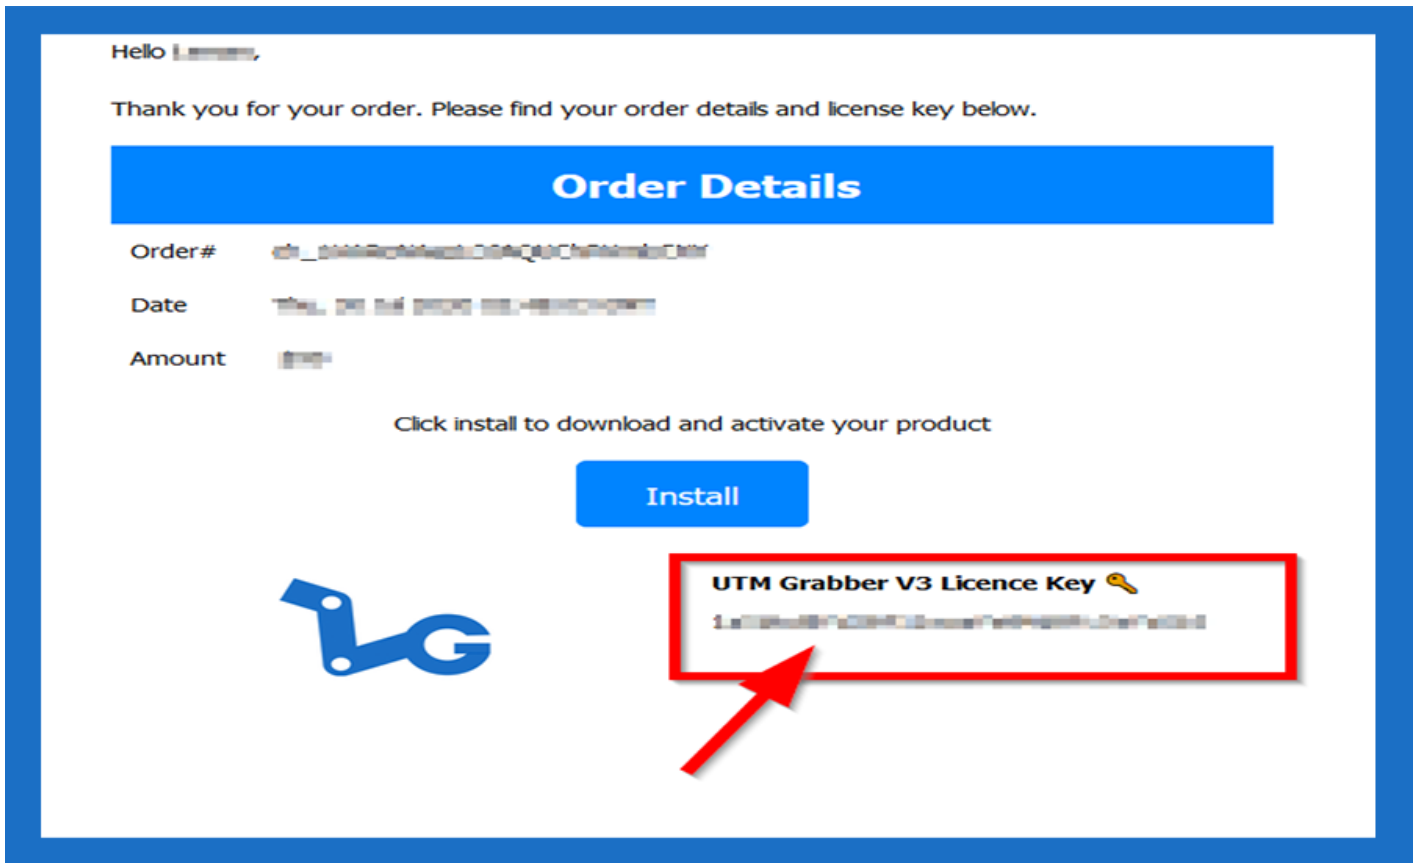 Hello ,
Thank you for your order. Please find your order details and license key below.
Order Details
Order#
Date
Amount
Click install to download and activate your product
Install
UTM Grabber V3 Licence Key 🔑
G